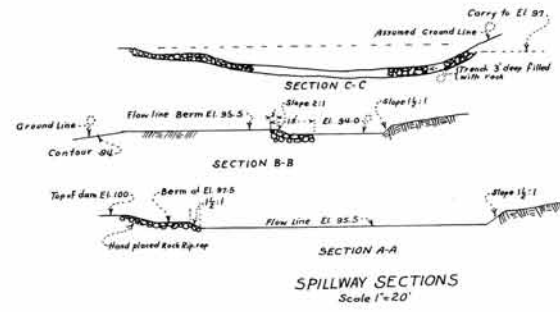 Carry to El. 97.
Assumed Ground Line
Trench 3' deep filled
with rock
SECTION C-C
Slope 2:1
Flow line Berm El. 95.5
Slope 1½:1
Ground Line
15'
El. 94.0
Contour 94
SECTION B-B
Top of dam El. 100
Berm at El. 97.5
1½:1
Slope 1½:1
Flow Line El. 95.5
Hand placed Rock Rip rap
SECTION A-A
SPILLWAY SECTIONS
Scale 1"=20'